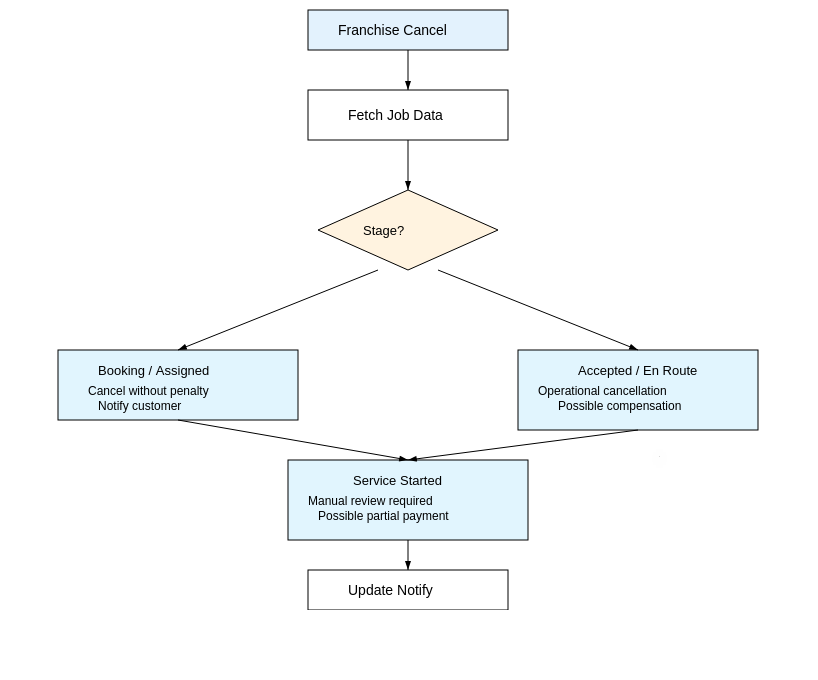 Franchise Cancel
Fetch Job Data
Stage?
Booking / Assigned
Cancel without penalty
Notify customer
Accepted / En Route
Operational cancellation
Possible compensation
Service Started
Manual review required
Possible partial payment
Update Notify